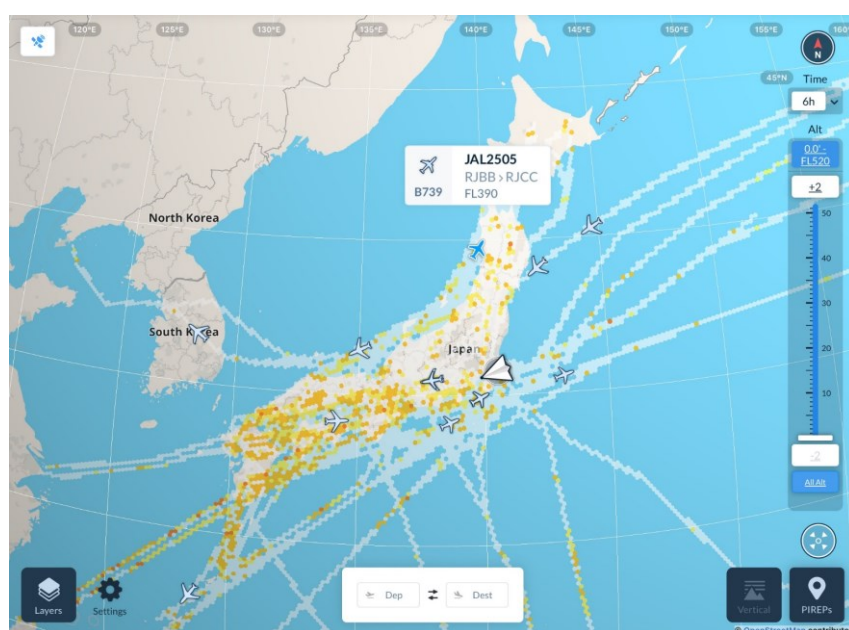 120°E
125°E
130°E
135°E
140°E
145°E
150°E
155°E
160
N
45°N
Time
6h
Alt
0.0' -
FL520
+2
50
40
30
20
10
-2
All Alt
JAL2505
RJBB › RJCC
B739
FL390
North Korea
South Korea
Japan
Layers
Settings
Dep
Dest
Vertical
PIREPs
© OpenStreetMap contribute